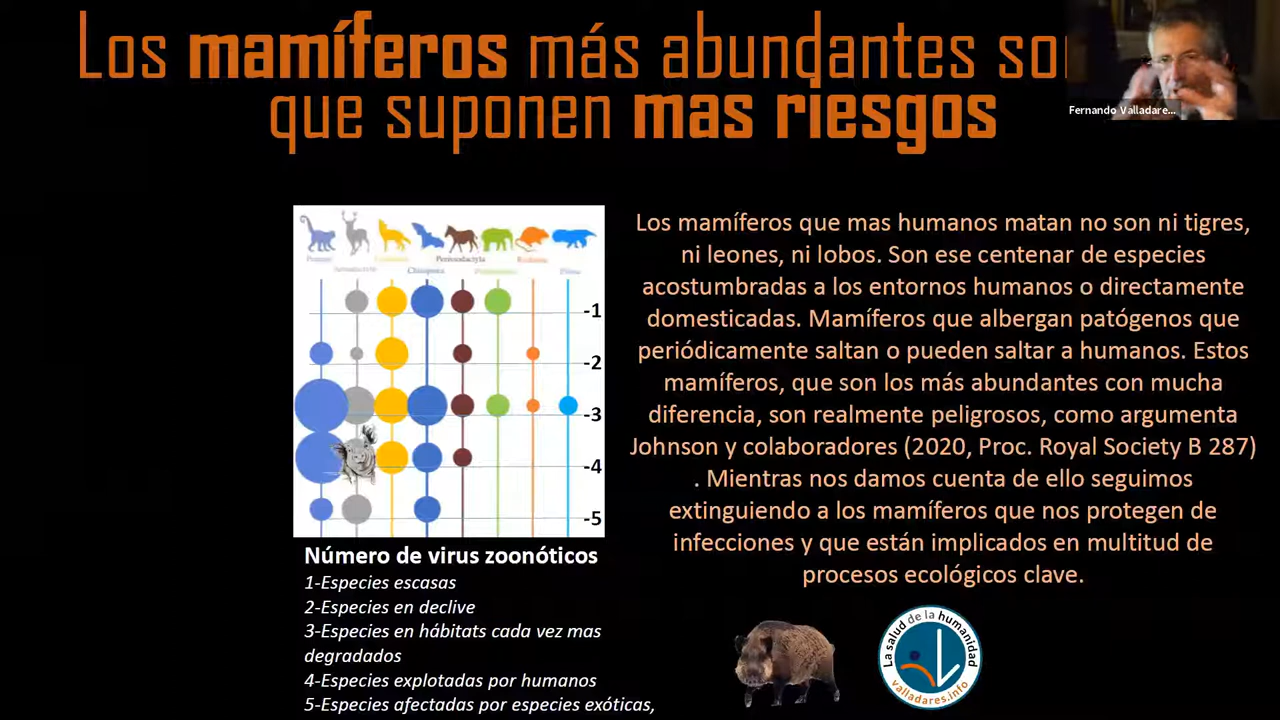 Los mamíferos más abundantes son
que suponen mas riesgos
Fernando Valladare...
Primates
Perissodactyla
Rodentia
Chiroptera
Pilosa
-1
-2
-3
-4
-5
Los mamíferos que mas humanos matan no son ni tigres,
ni leones, ni lobos. Son ese centenar de especies
acostumbradas a los entornos humanos o directamente
domesticadas. Mamíferos que albergan patógenos que
periódicamente saltan o pueden saltar a humanos. Estos
mamíferos, que son los más abundantes con mucha
diferencia, son realmente peligrosos, como argumenta
Johnson y colaboradores (2020, Proc. Royal Society B 287)
. Mientras nos damos cuenta de ello seguimos
extinguiendo a los mamíferos que nos protegen de
infecciones y que están implicados en multitud de
procesos ecológicos clave.
Número de virus zoonóticos
1-Especies escasas
2-Especies en declive
3-Especies en hábitats cada vez mas
degradados
4-Especies explotadas por humanos
5-Especies afectadas por especies exóticas,
La salud de la humanidad
valladares.info